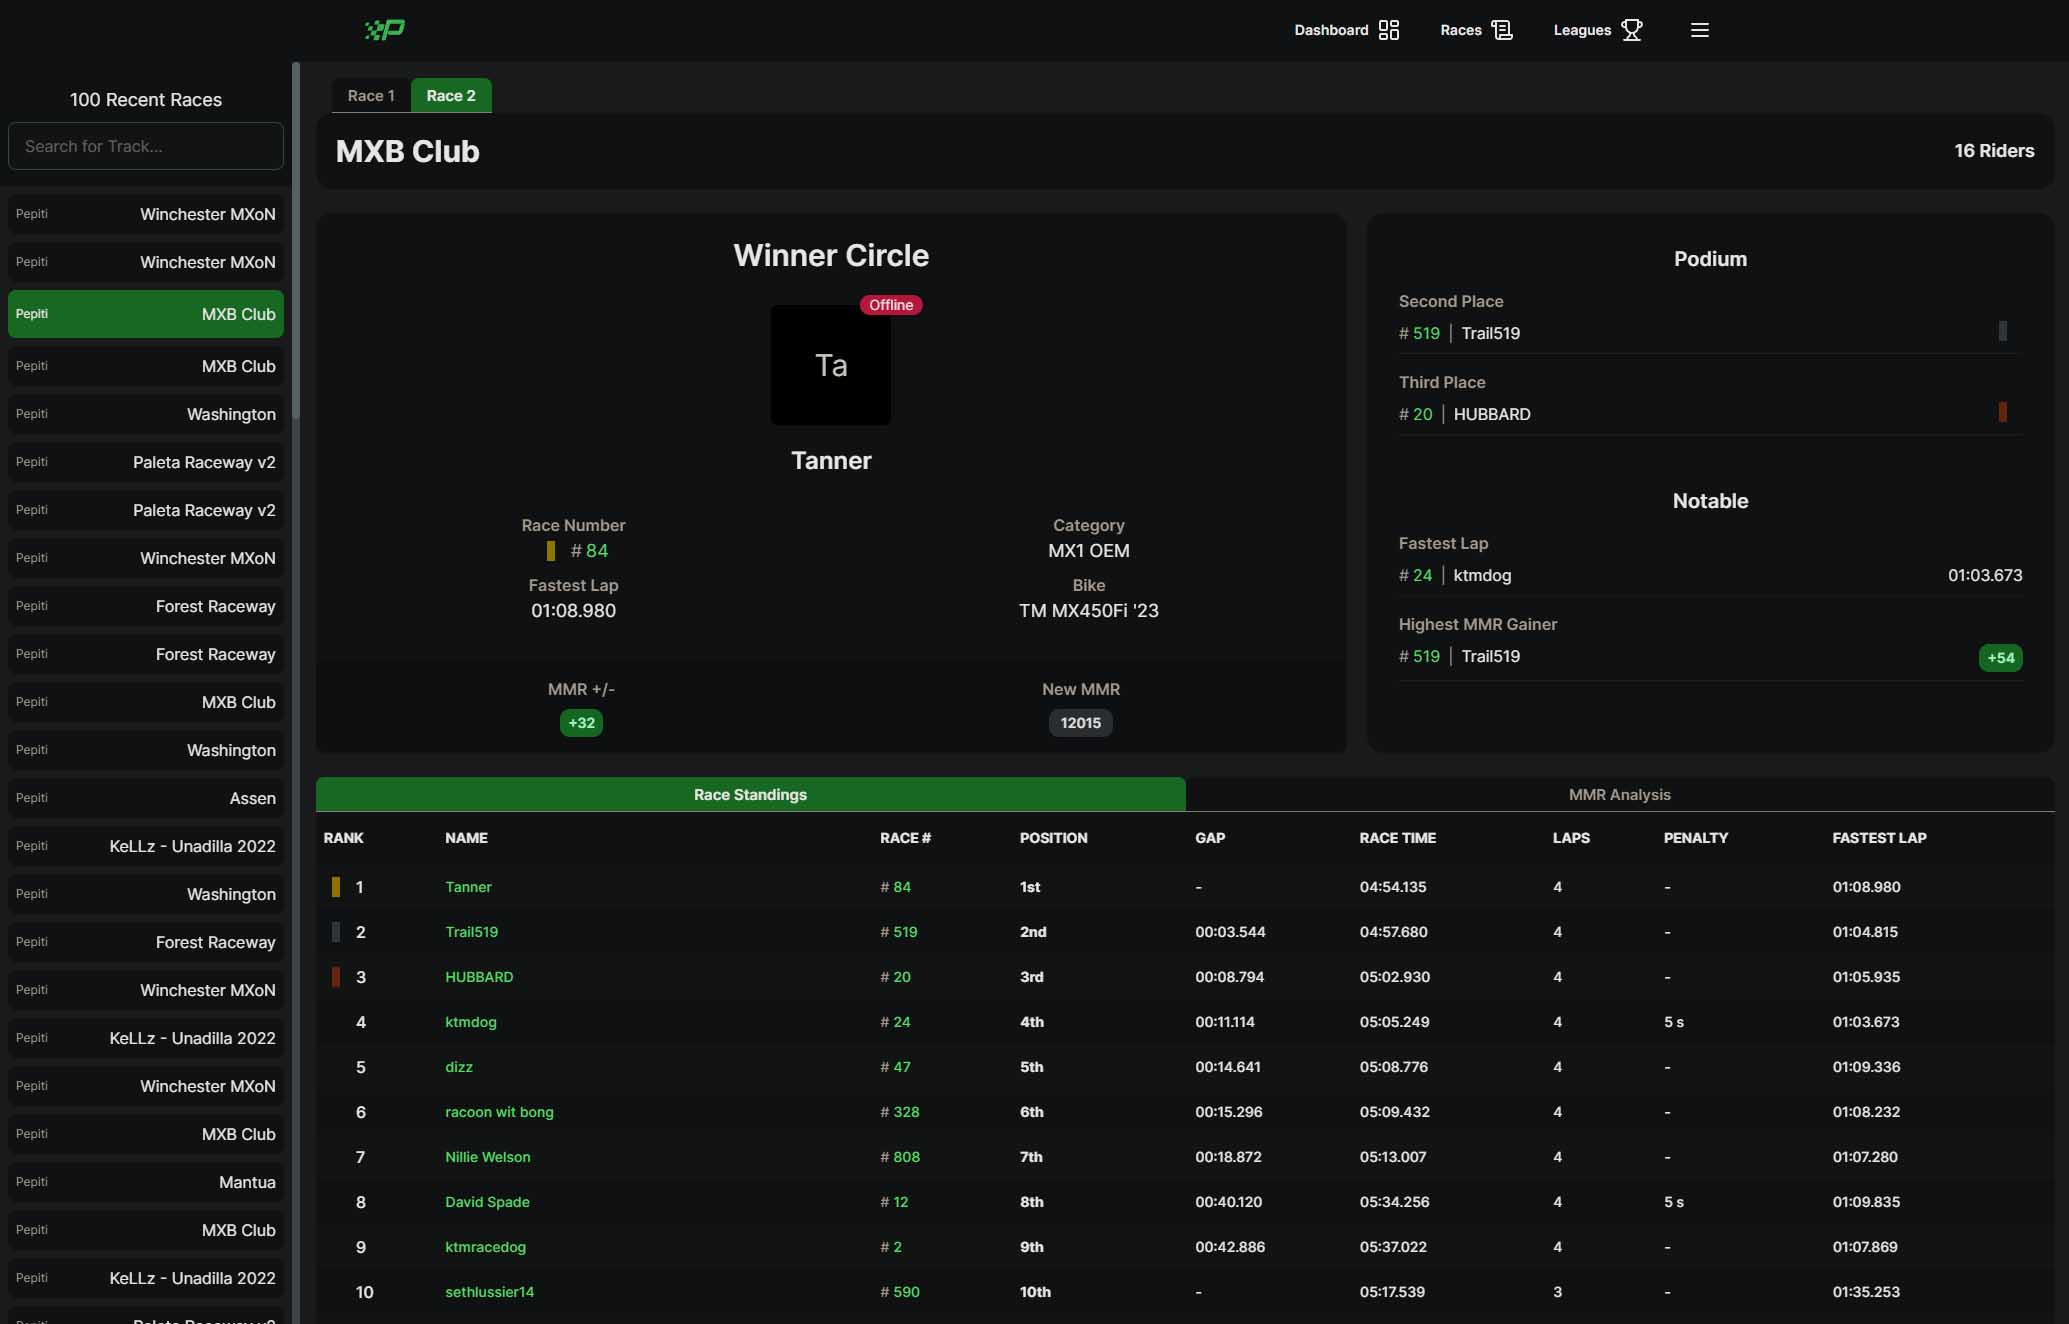 Dashboard Races Leagues
100 Recent Races
Search for Track...
Pepiti Winchester MXoN
Pepiti Winchester MXoN
Pepiti MXB Club
Pepiti MXB Club
Pepiti Washington
Pepiti Paleta Raceway v2
Pepiti Paleta Raceway v2
Pepiti Winchester MXoN
Pepiti Forest Raceway
Pepiti Forest Raceway
Pepiti MXB Club
Pepiti Washington
Pepiti Assen
Pepiti KeLLz - Unadilla 2022
Pepiti Washington
Pepiti Forest Raceway
Pepiti Winchester MXoN
Pepiti KeLLz - Unadilla 2022
Pepiti Winchester MXoN
Pepiti MXB Club
Pepiti Mantua
Pepiti MXB Club
Pepiti KeLLz - Unadilla 2022
Pepiti Paleta Raceway v2
Race 1 Race 2
MXB Club 16 Riders
Winner Circle
Offline
Ta
Tanner
Race Number Category
# 84 MX1 OEM
Fastest Lap Bike
01:08.980 TM MX450Fi '23
MMR +/- New MMR
+32 12015
Podium
Second Place
# 519 | Trail519
Third Place
# 20 | HUBBARD
Notable
Fastest Lap
# 24 | ktmdog 01:03.673
Highest MMR Gainer
# 519 | Trail519 +54
Race Standings MMR Analysis
RANK NAME RACE # POSITION GAP RACE TIME LAPS PENALTY FASTEST LAP
1 Tanner # 84 1st - 04:54.135 4 - 01:08.980
2 Trail519 # 519 2nd 00:03.544 04:57.680 4 - 01:04.815
3 HUBBARD # 20 3rd 00:08.794 05:02.930 4 - 01:05.935
4 ktmdog # 24 4th 00:11.114 05:05.249 4 5 s 01:03.673
5 dizz # 47 5th 00:14.641 05:08.776 4 - 01:09.336
6 racoon wit bong # 328 6th 00:15.296 05:09.432 4 - 01:08.232
7 Nillie Welson # 808 7th 00:18.872 05:13.007 4 - 01:07.280
8 David Spade # 12 8th 00:40.120 05:34.256 4 5 s 01:09.835
9 ktmracedog # 2 9th 00:42.886 05:37.022 4 - 01:07.869
10 sethlussier14 # 590 10th - 05:17.539 3 - 01:35.253